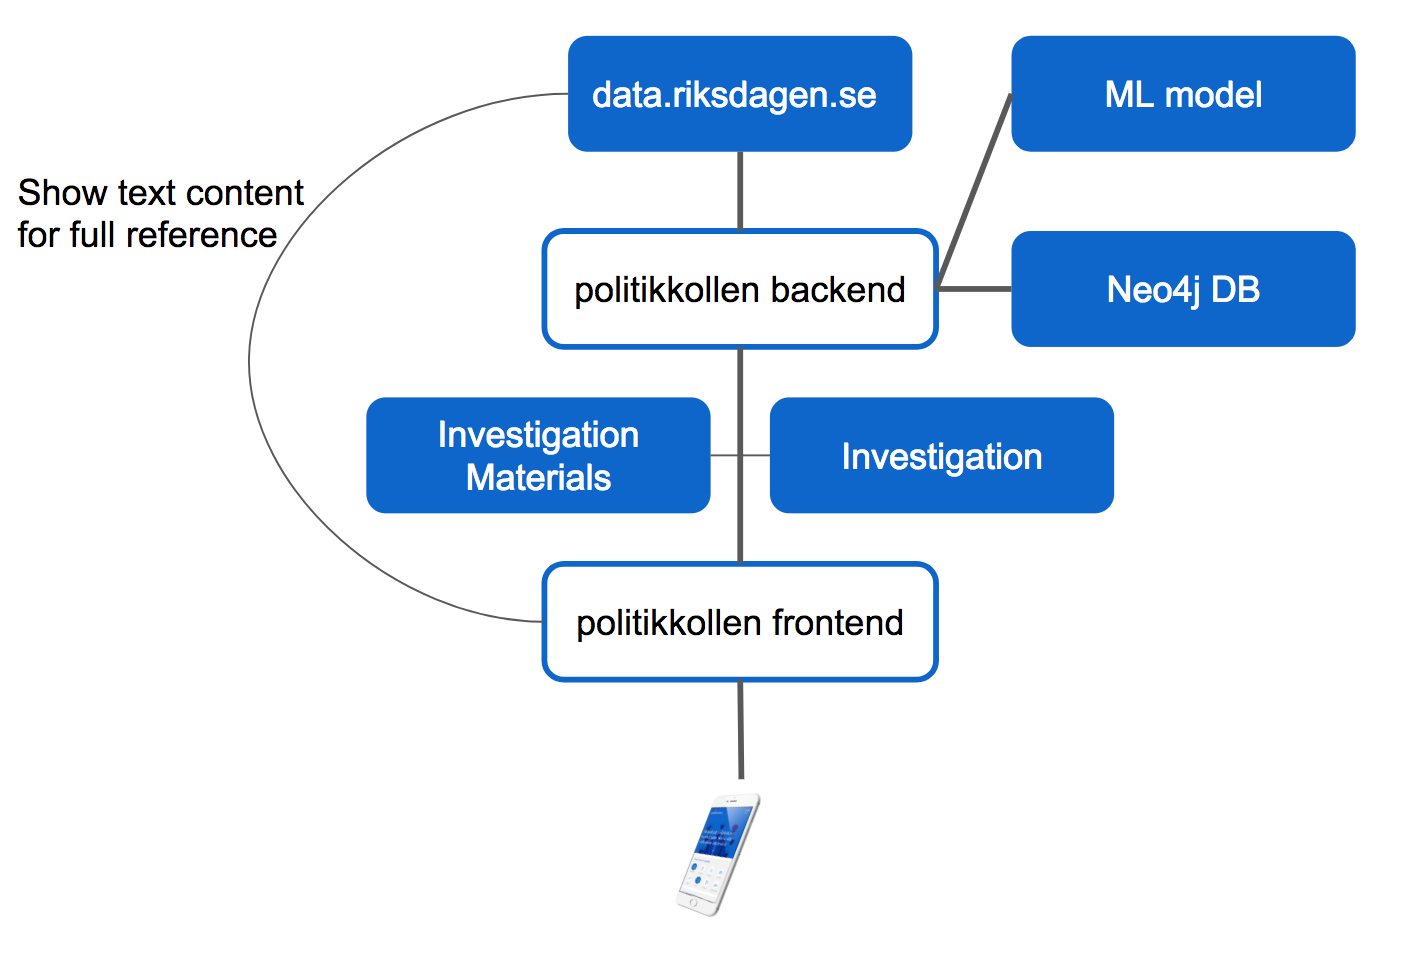 data.riksdagen.se
ML model
Show text content
for full reference
politikkollen backend
Neo4j DB
Investigation
Materials
Investigation
politikkollen frontend